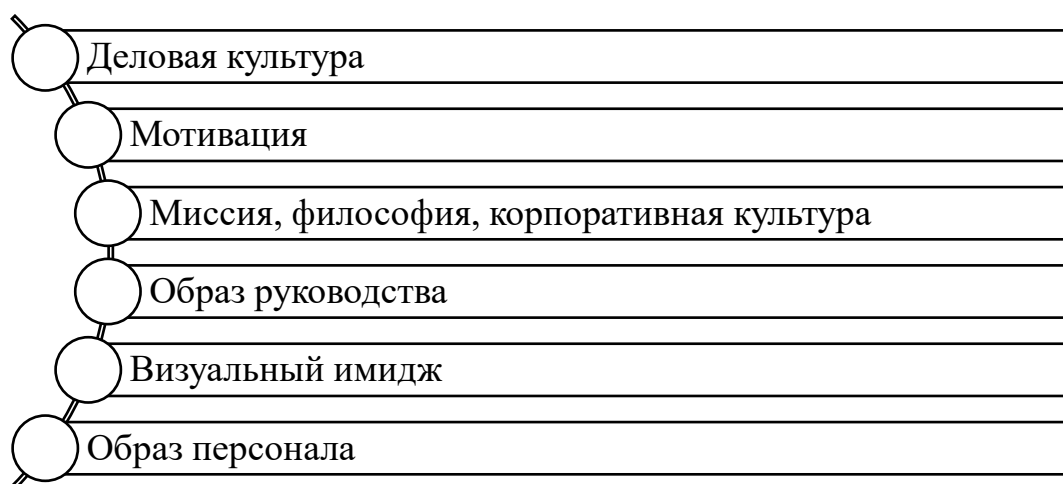 Деловая культура
Мотивация
Миссия, философия, корпоративная культура
Образ руководства
Визуальный имидж
Образ персонала